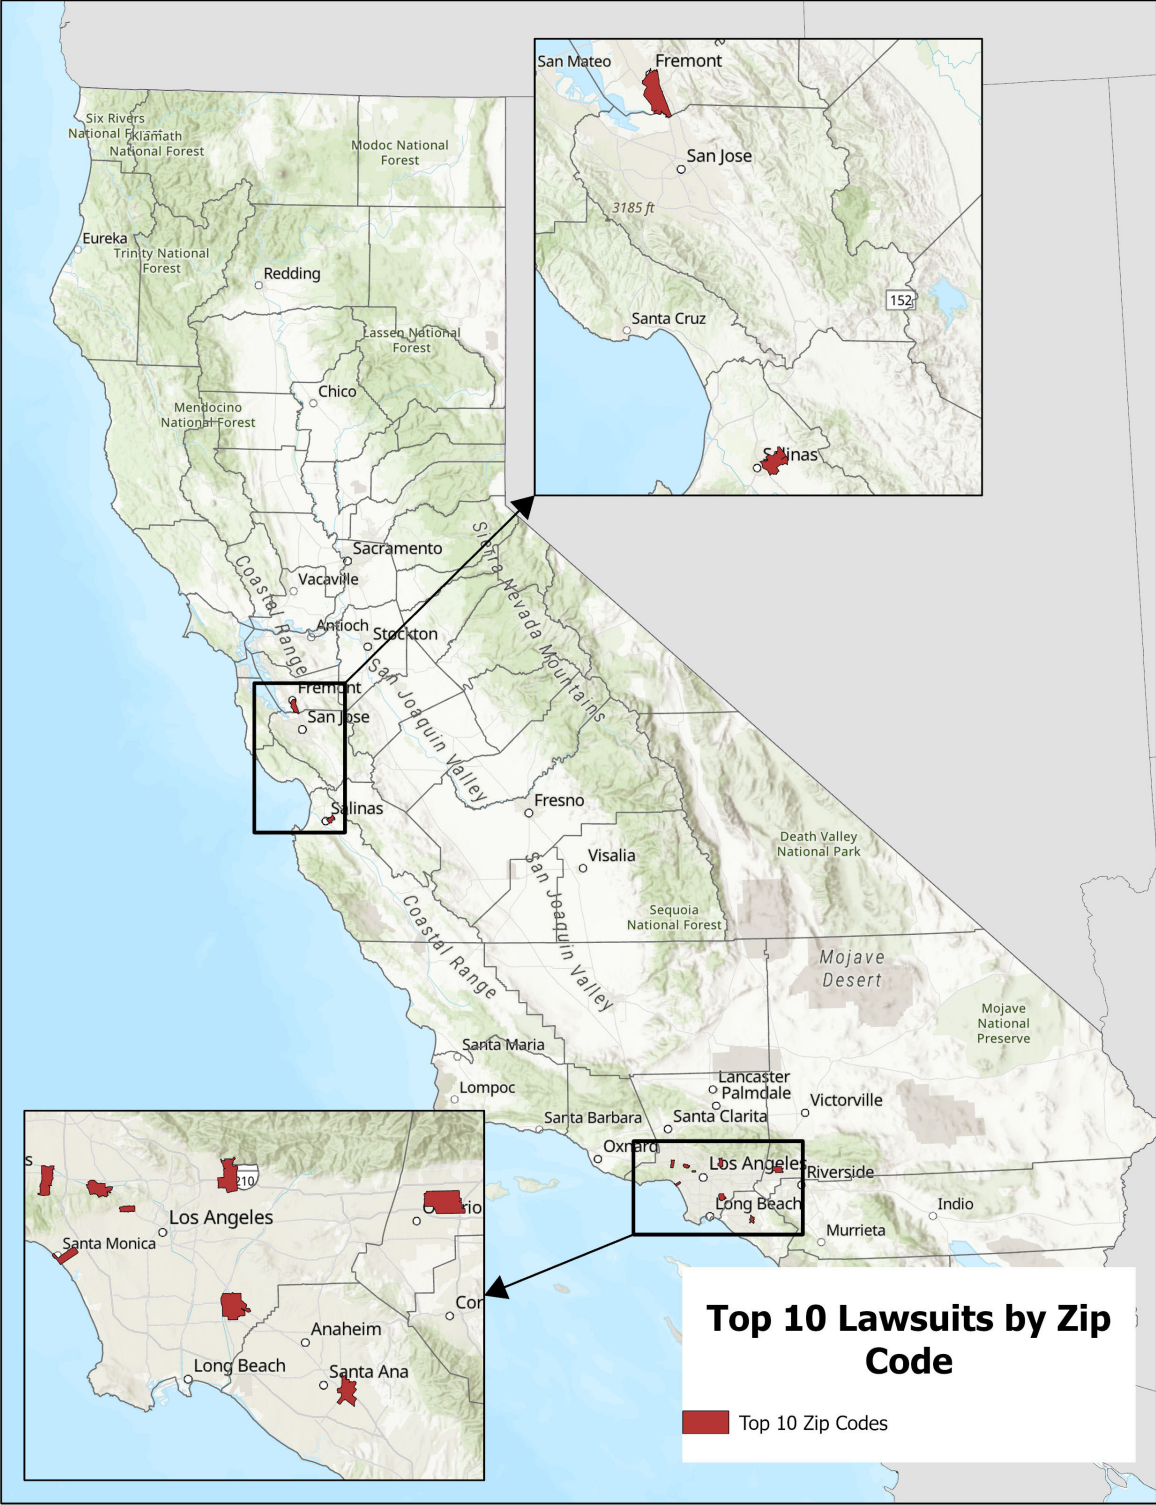 San Mateo
Fremont
San Jose
3185 ft
152
Santa Cruz
Salinas
Six Rivers
National Forest
Klamath
National Forest
Modoc National
Forest
Eureka
Trinity National
Forest
Redding
Lassen National
Forest
Chico
Mendocino
National Forest
Sacramento
Vacaville
Coastal Range
Sierra Nevada Mountains
Antioch
Stockton
San Joaquin Valley
Fremont
San Jose
Salinas
Fresno
Visalia
San Joaquin Valley
Death Valley
National Park
Sequoia
National Forest
Coastal Range
Mojave
Desert
Mojave
National
Preserve
Santa Maria
Lompoc
Lancaster
Palmdale
Victorville
Santa Barbara
Santa Clarita
Oxnard
Los Angeles
Riverside
Long Beach
Indio
Murrieta
s
210
Los Angeles
Santa Monica
Cor
Anaheim
Long Beach
Santa Ana
Top 10 Lawsuits by Zip
Code
Top 10 Zip Codes